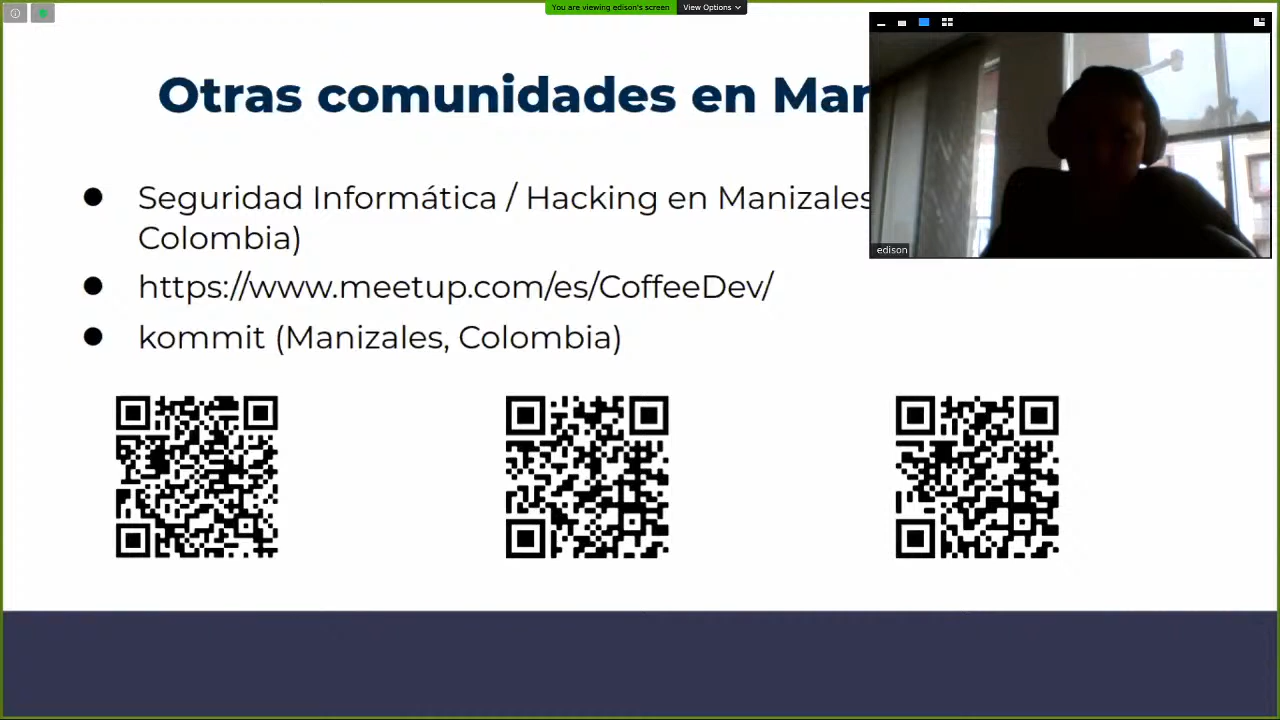 You are viewing edison's screen View Options
Otras comunidades en
Seguridad Informática / Hacking en Manizales
Colombia)
https://www.meetup.com/es/CoffeeDev/
kommit (Manizales, Colombia)
edison